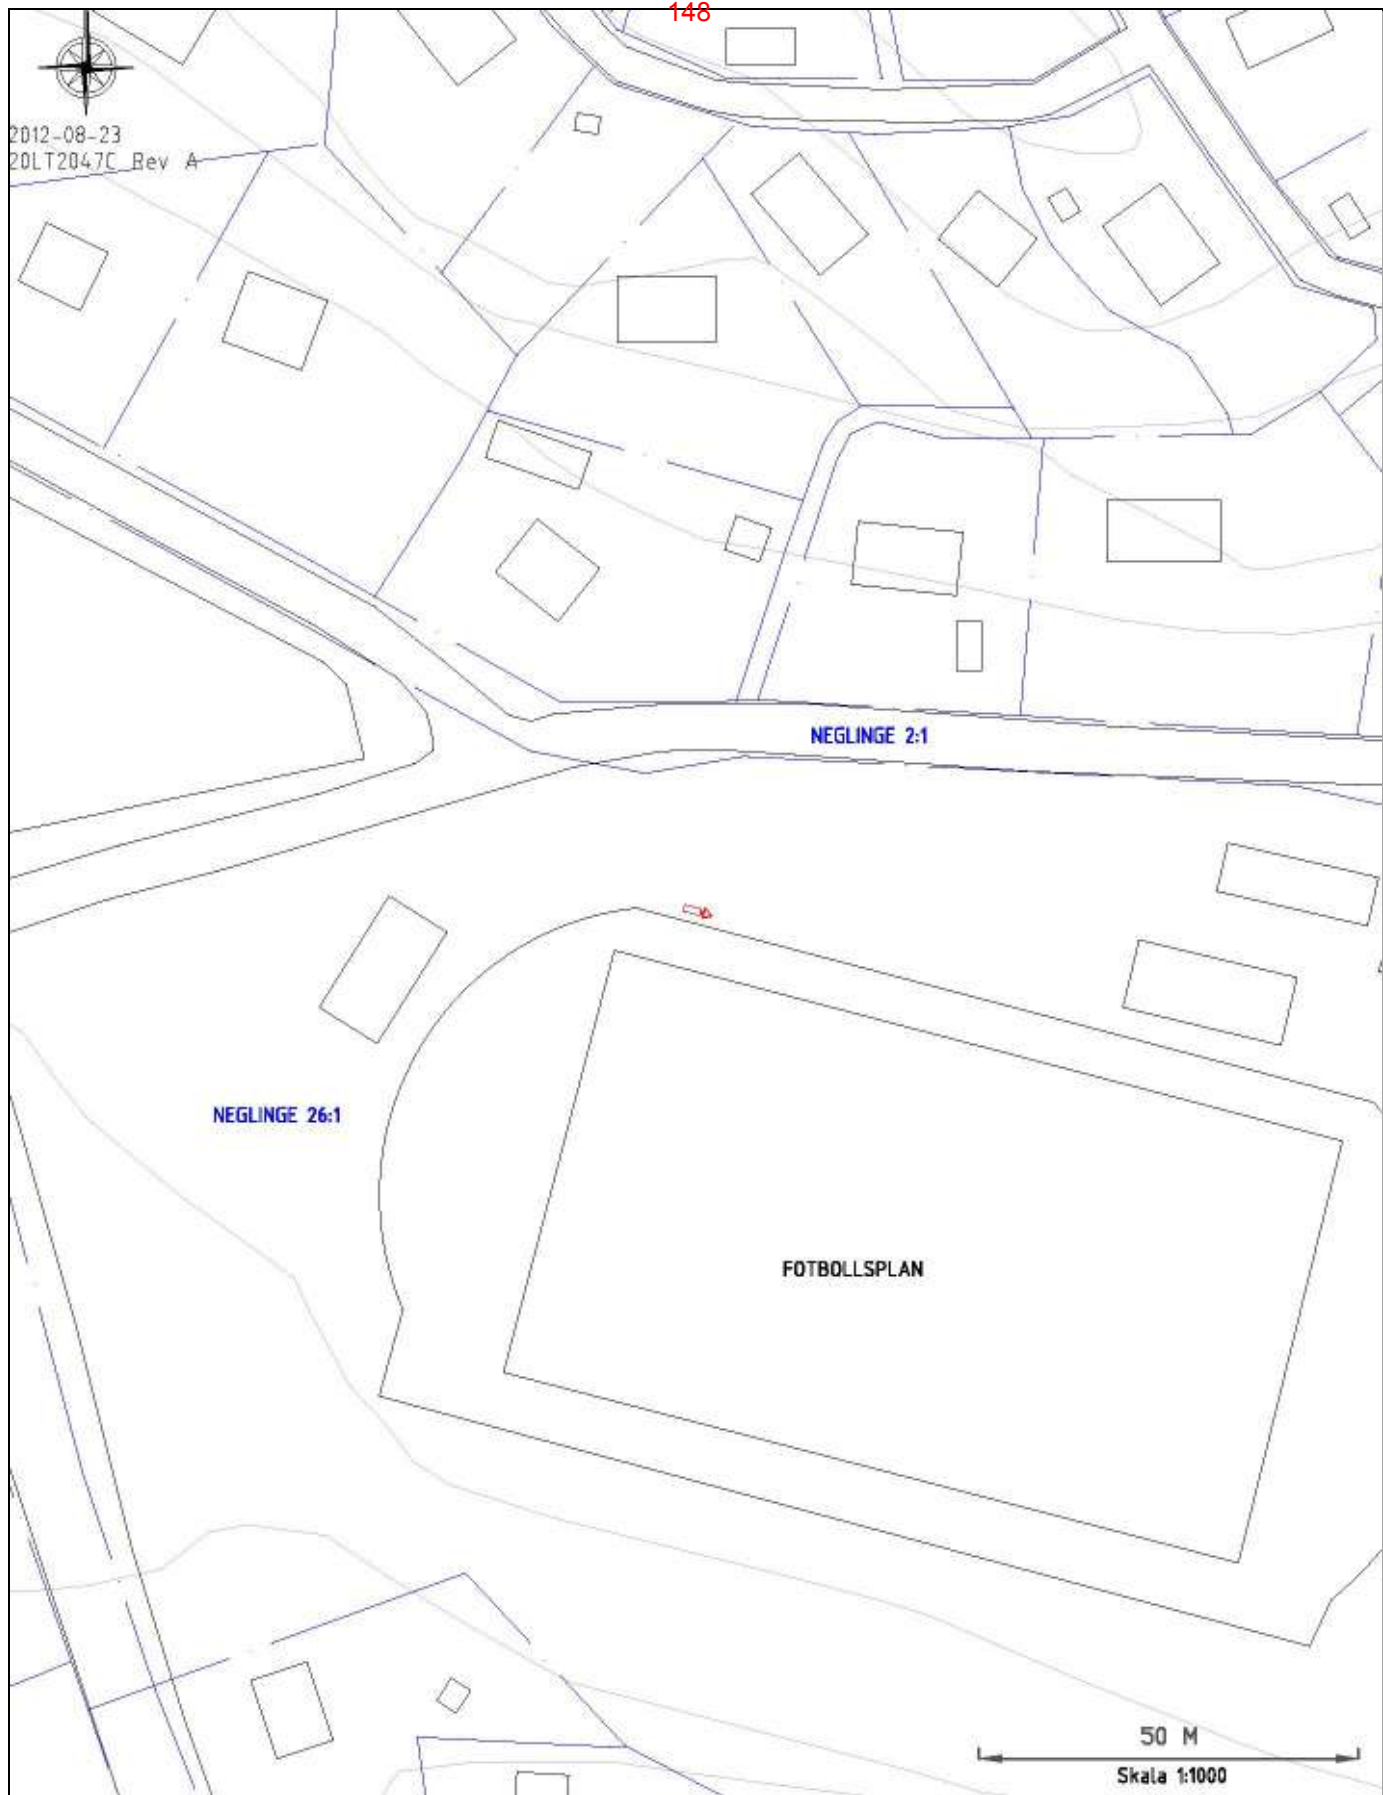 148
2012-08-23
20LT2047C Rev A
NEGLINGE 2:1
NEGLINGE 26:1
FOTBOLLSPLAN
50 M
Skala 1:1000